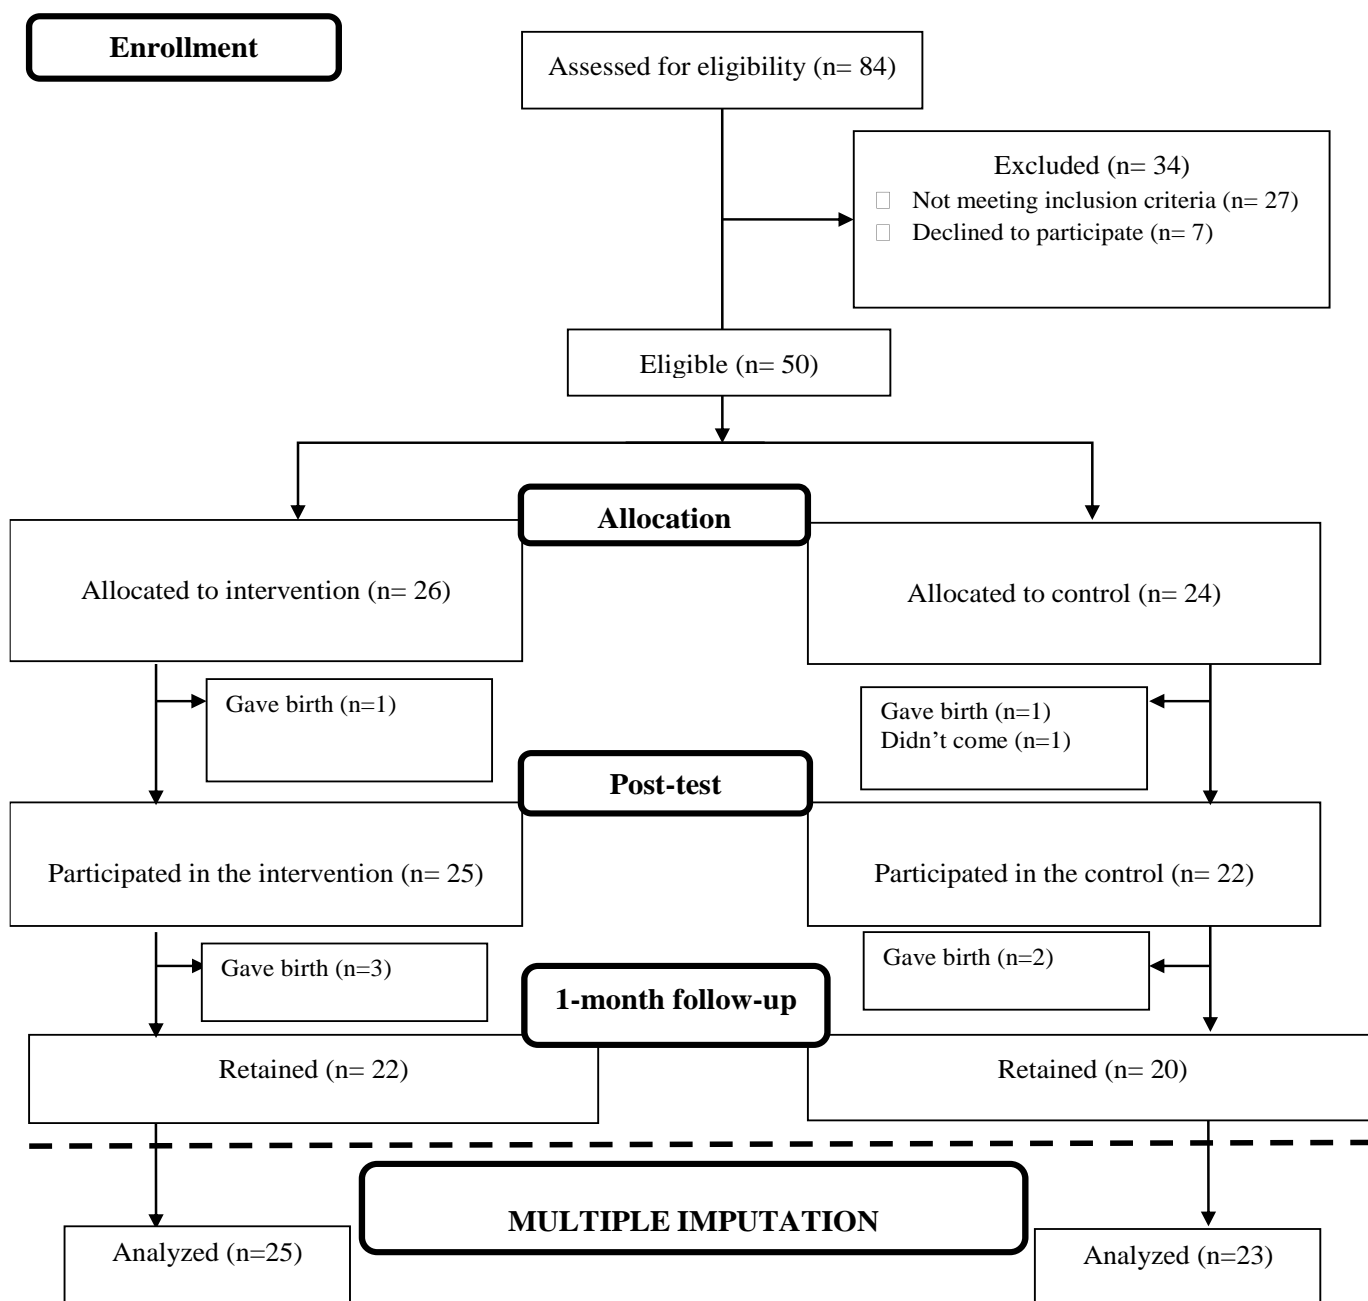 Enrollment
Assessed for eligibility (n= 84)
Excluded (n= 34)
Not meeting inclusion criteria (n= 27)
Declined to participate (n= 7)
Eligible (n= 50)
Allocation
Allocated to intervention (n= 26)
Allocated to control (n= 24)
Gave birth (n=1)
Gave birth (n=1)
Didn’t come (n=1)
Post-test
Participated in the intervention (n= 25)
Participated in the control (n= 22)
Gave birth (n=3)
Gave birth (n=2)
1-month follow-up
Retained (n= 22)
Retained (n= 20)
MULTIPLE IMPUTATION
Analyzed (n=25)
Analyzed (n=23)